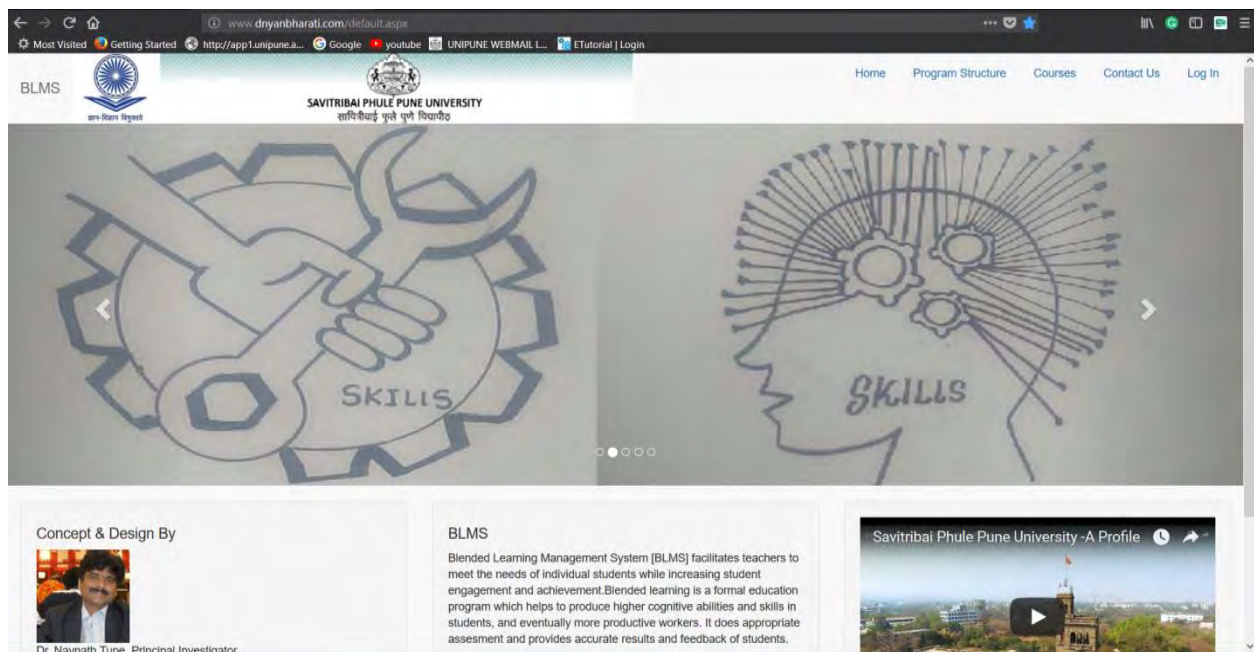 www.dnyanbharati.com/default.aspx
Most Visited Getting Started http://app1.unipune.a... Google youtube UNIPUNE WEBMAIL L... ETutorial | Login
BLMS
ज्ञान-विज्ञान विमुक्तये
SAVITRIBAI PHULE PUNE UNIVERSITY
सावित्रीबाई फुले पुणे विद्यापीठ
Home Program Structure Courses Contact Us Log In
SKILLS
SKILLS
Concept & Design By
Dr. Navnath Tupe, Principal Investigator
BLMS
Blended Learning Management System [BLMS] facilitates teachers to
meet the needs of individual students while increasing student
engagement and achievement.Blended learning is a formal education
program which helps to produce higher cognitive abilities and skills in
students, and eventually more productive workers. It does appropriate
assesment and provides accurate results and feedback of students.
Savitribai Phule Pune University -A Profile